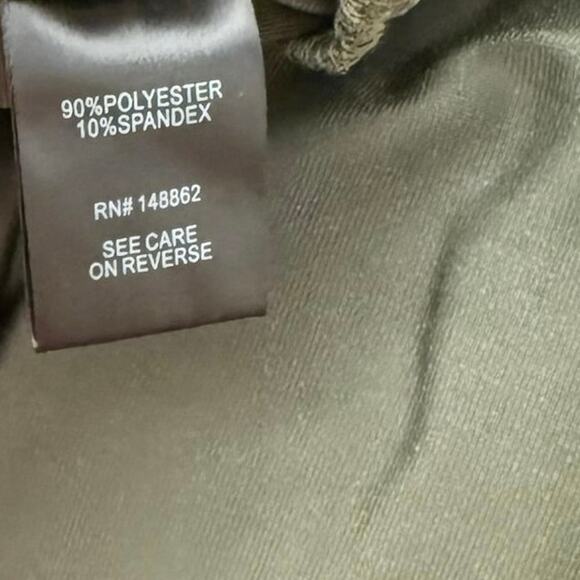 90%POLYESTER
10%SPANDEX
RN# 148862
SEE CARE
ON REVERSE